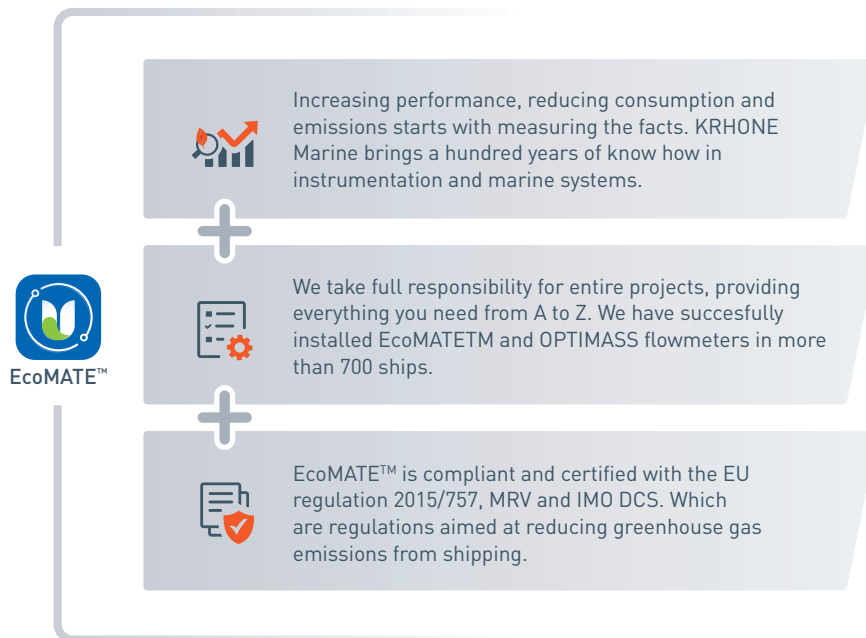 Increasing performance, reducing consumption and
emissions starts with measuring the facts. KRHONE
Marine brings a hundred years of know how in
instrumentation and marine systems.
We take full responsibility for entire projects, providing
everything you need from A to Z. We have succesfully
installed EcoMATETM and OPTIMASS flowmeters in more
than 700 ships.
EcoMATE™
EcoMATE™ is compliant and certified with the EU
regulation 2015/757, MRV and IMO DCS. Which
are regulations aimed at reducing greenhouse gas
emissions from shipping.